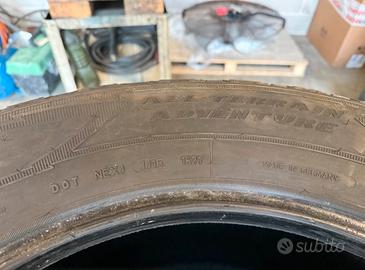 ALL-TERRAIN
ADVENTURE
DOT
MADE IN GERMANY
subito